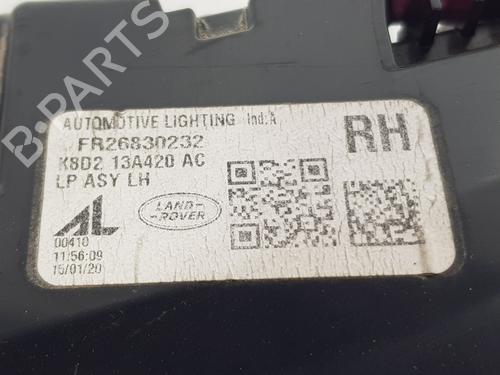 B-PARTS
AUTOMOTIVE LIGHTING Ind:A
FR26830232
K8D2 13A420 AC
LP ASY LH
RH
AL
LAND-
-ROVER
00410
11:56:09
15/01/20